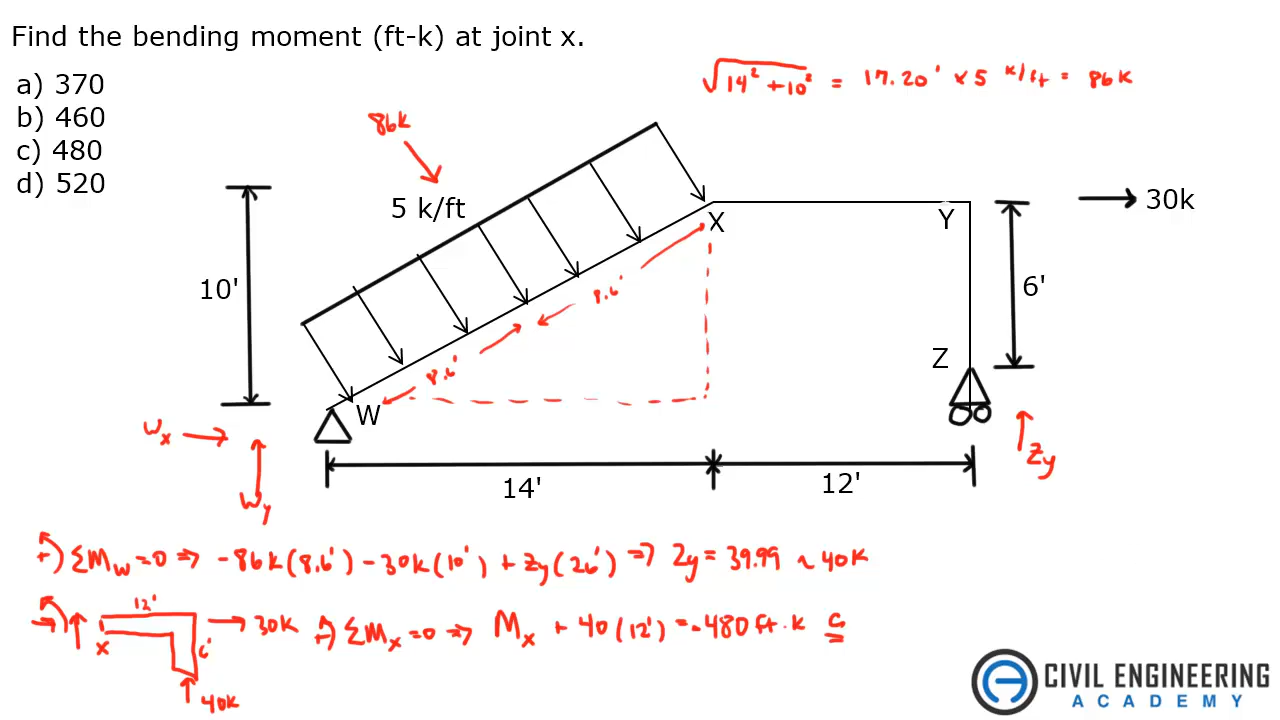 Find the bending moment (ft-k) at joint x.
a) 370
b) 460
c) 480
d) 520
√14² + 10² = 17.20' × 5 k/ft = 86k
86k
5 k/ft
30k
X
Y
10'
6'
8.6'
8.6'
Z
W
Wx
Wy
Zy
14'
12'
+) ΣMw = 0 ⇒ -86k(8.6') - 30k(10') + Zy(26') ⇒ Zy = 39.99 ~ 40k
12'
30k
X
6'
40k
+) ΣMx = 0 ⇒ Mx + 40(12') = -480 ft·k C
CIVIL ENGINEERING
ACADEMY